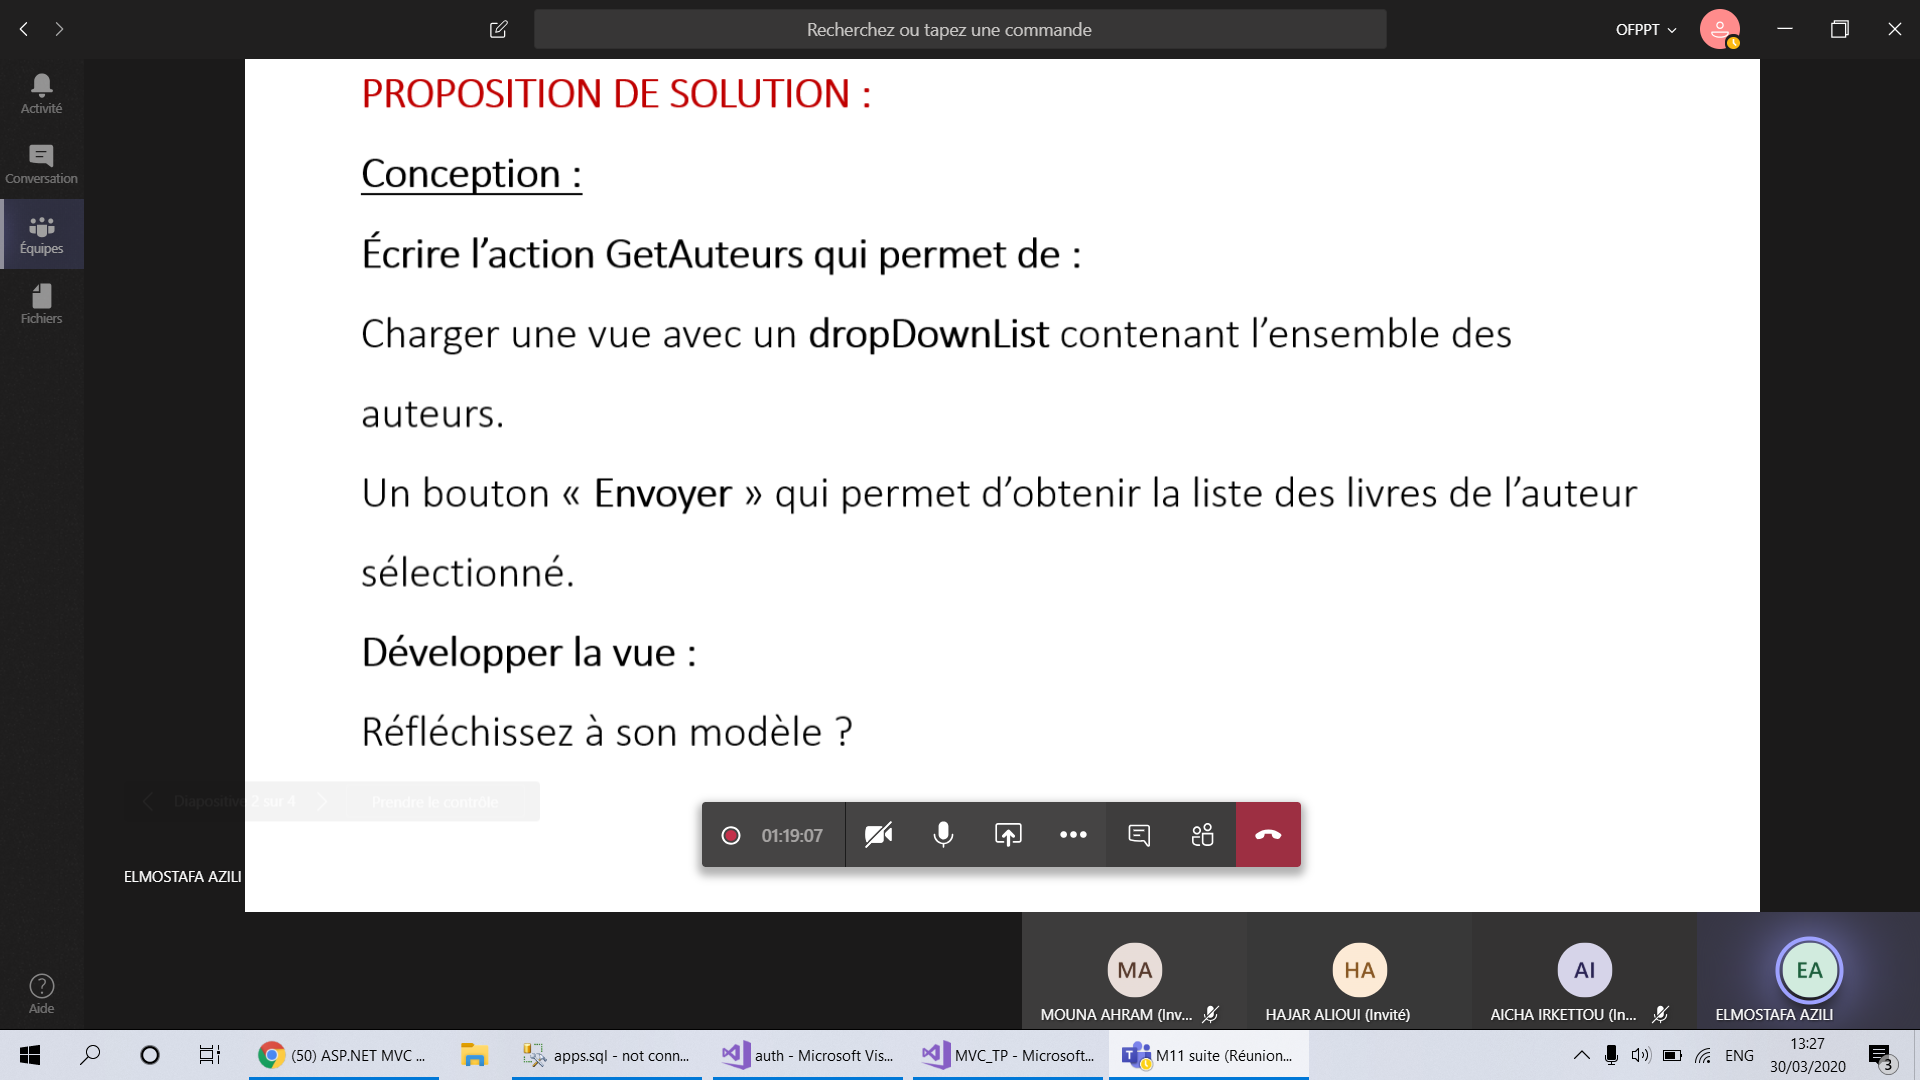 Recherchez ou tapez une commande
OFPPT
Activité
Conversation
Équipes
Fichiers
Aide
PROPOSITION DE SOLUTION :
Conception :
Écrire l’action GetAuteurs qui permet de :
Charger une vue avec un dropDownList contenant l’ensemble des
auteurs.
Un bouton « Envoyer » qui permet d’obtenir la liste des livres de l’auteur
sélectionné.
Développer la vue :
Réfléchissez à son modèle ?
Diapositive 2 sur 4
Prendre le contrôle
01:19:07
ELMOSTAFA AZILI
MA
HA
AI
EA
MOUNA AHRAM (Inv...
HAJAR ALIOUI (Invité)
AICHA IRKETTOU (In...
ELMOSTAFA AZILI
(50) ASP.NET MVC ...
apps.sql - not conn...
auth - Microsoft Vis...
MVC_TP - Microsoft...
M11 suite (Réunion...
ENG
13:27
30/03/2020
3